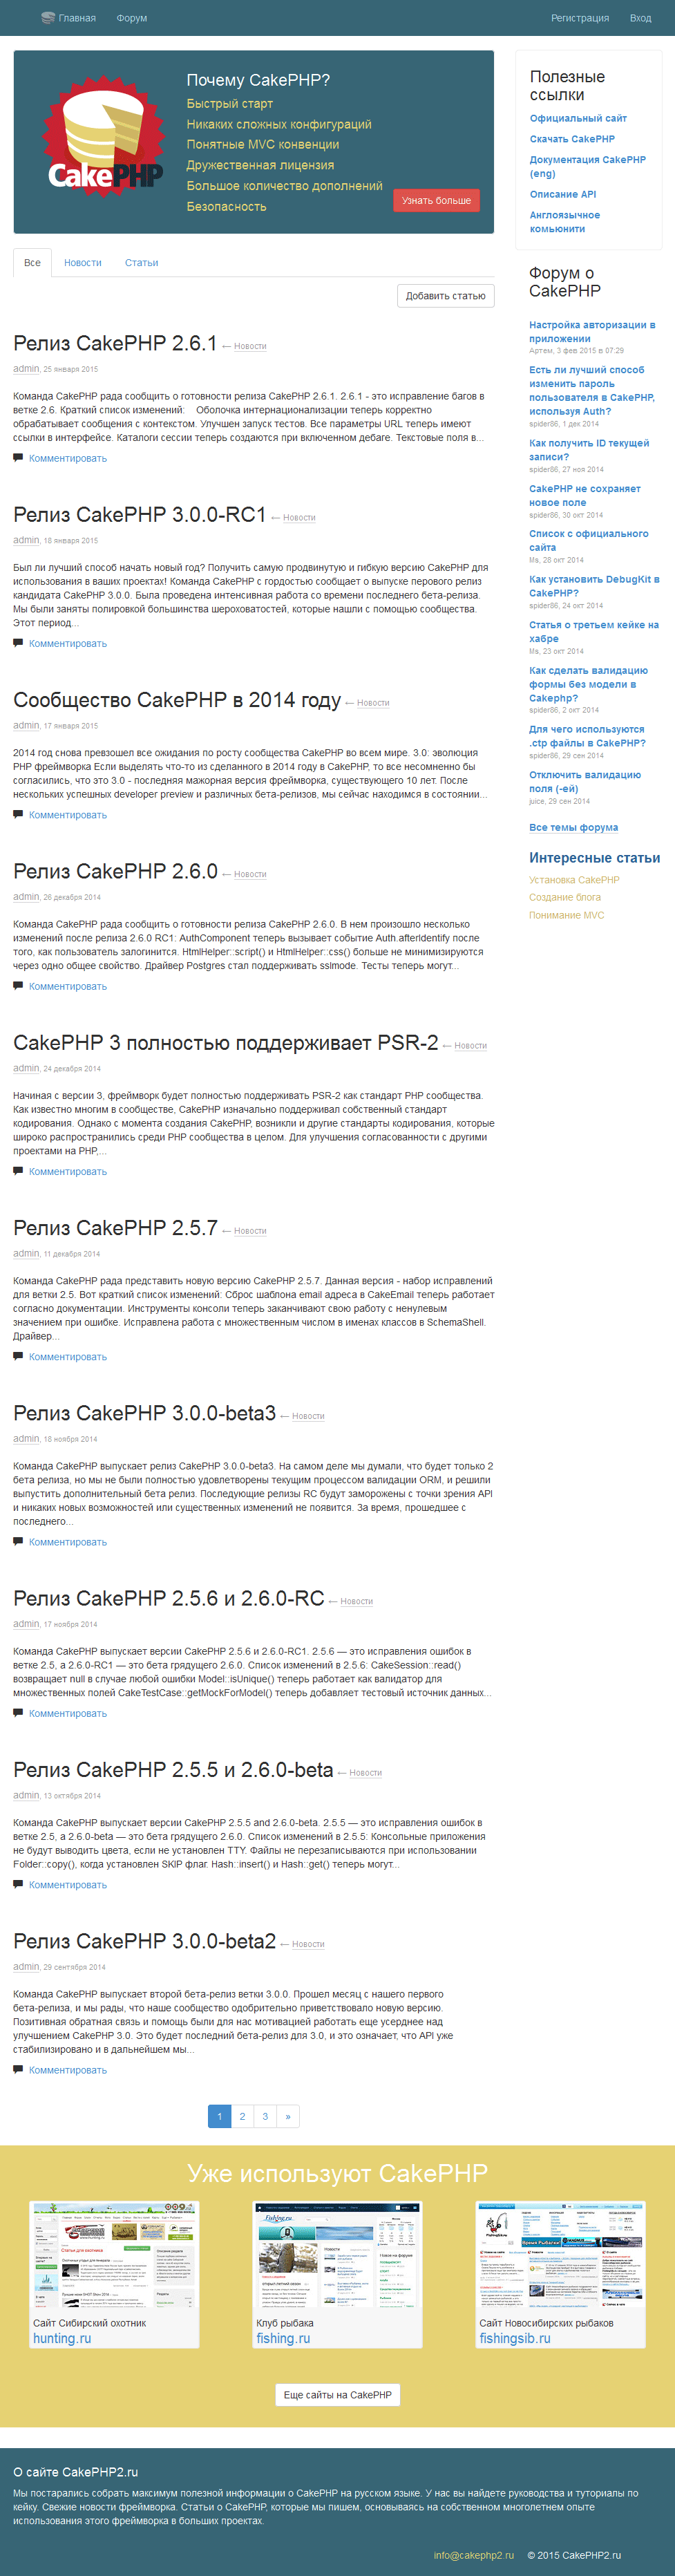 Главная Форум Регистрация Вход
CakePHP
Почему CakePHP?
Быстрый старт
Никаких сложных конфигураций
Понятные MVC конвенции
Дружественная лицензия
Большое количество дополнений
Безопасность
Узнать больше
Все Новости Статьи
Добавить статью
Релиз CakePHP 2.6.1 ← Новости
admin, 25 января 2015
Команда CakePHP рада сообщить о готовности релиза CakePHP 2.6.1. 2.6.1 - это исправление багов в
ветке 2.6. Краткий список изменений: Оболочка интернационализации теперь корректно
обрабатывает сообщения с контекстом. Улучшен запуск тестов. Все параметры URL теперь имеют
ссылки в интерфейсе. Каталоги сессии теперь создаются при включенном дебаге. Текстовые поля в...
Комментировать
Релиз CakePHP 3.0.0-RC1 ← Новости
admin, 18 января 2015
Был ли лучший способ начать новый год? Получить самую продвинутую и гибкую версию CakePHP для
использования в ваших проектах! Команда CakePHP с гордостью сообщает о выпуске первого релиз
кандидата CakePHP 3.0.0. Была проведена интенсивная работа со времени последнего бета-релиза.
Мы были заняты полировкой большинства шероховатостей, которые нашли с помощью сообщества.
Этот период...
Комментировать
Сообщество CakePHP в 2014 году ← Новости
admin, 17 января 2015
2014 год снова превзошел все ожидания по росту сообщества CakePHP во всем мире. 3.0: эволюция
PHP фреймворка Если выделять что-то из сделанного в 2014 году в CakePHP, то все несомненно бы
согласились, что это 3.0 - последняя мажорная версия фреймворка, существующего 10 лет. После
нескольких успешных developer preview и различных бета-релизов, мы сейчас находимся в состоянии...
Комментировать
Релиз CakePHP 2.6.0 ← Новости
admin, 26 декабря 2014
Команда CakePHP рада сообщить о готовности релиза CakePHP 2.6.0. В нем произошло несколько
изменений после релиза 2.6.0 RC1: AuthComponent теперь вызывает событие Auth.afterIdentify после
того, как пользователь залогинится. HtmlHelper::script() и HtmlHelper::css() больше не минимизируются
через одно общее свойство. Драйвер Postgres стал поддерживать sslmode. Тесты теперь могут...
Комментировать
CakePHP 3 полностью поддерживает PSR-2 ← Новости
admin, 24 декабря 2014
Начиная с версии 3, фреймворк будет полностью поддерживать PSR-2 как стандарт PHP сообщества.
Как известно многим в сообществе, CakePHP изначально поддерживал собственный стандарт
кодирования. Однако с момента создания CakePHP, возникли и другие стандарты кодирования, которые
широко распространились среди PHP сообщества в целом. Для улучшения согласованности с другими
проектами на PHP,...
Комментировать
Релиз CakePHP 2.5.7 ← Новости
admin, 11 декабря 2014
Команда CakePHP рада представить новую версию CakePHP 2.5.7. Данная версия - набор исправлений
для ветки 2.5. Вот краткий список изменений: Сброс шаблона email адреса в CakeEmail теперь работает
согласно документации. Инструменты консоли теперь заканчивают свою работу с ненулевым
значением при ошибке. Исправлена работа с множественным числом в именах классов в SchemaShell.
Драйвер...
Комментировать
Релиз CakePHP 3.0.0-beta3 ← Новости
admin, 18 ноября 2014
Команда CakePHP выпускает релиз CakePHP 3.0.0-beta3. На самом деле мы думали, что будет только 2
бета релиза, но мы не были полностью удовлетворены текущим процессом валидации ORM, и решили
выпустить дополнительный бета релиз. Последующие релизы RC будут заморожены с точки зрения API
и никаких новых возможностей или существенных изменений не появится. За время, прошедшее с
последнего...
Комментировать
Релиз CakePHP 2.5.6 и 2.6.0-RC ← Новости
admin, 17 ноября 2014
Команда CakePHP выпускает версии CakePHP 2.5.6 и 2.6.0-RC1. 2.5.6 — это исправления ошибок в
ветке 2.5, а 2.6.0-RC1 — это бета грядущего 2.6.0. Список изменений в 2.5.6: CakeSession::read()
возвращает null в случае любой ошибки Model::isUnique() теперь работает как валидатор для
множественных полей CakeTestCase::getMockForModel() теперь добавляет тестовый источник данных...
Комментировать
Релиз CakePHP 2.5.5 и 2.6.0-beta ← Новости
admin, 13 октября 2014
Команда CakePHP выпускает версии CakePHP 2.5.5 and 2.6.0-beta. 2.5.5 — это исправления ошибок в
ветке 2.5, а 2.6.0-beta — это бета грядущего 2.6.0. Список изменений в 2.5.5: Консольные приложения
не будут выводить цвета, если не установлен TTY. Файлы не перезаписываются при использовании
Folder::copy(), когда установлен SKIP флаг. Hash::insert() и Hash::get() теперь могут...
Комментировать
Релиз CakePHP 3.0.0-beta2 ← Новости
admin, 29 сентября 2014
Команда CakePHP выпускает второй бета-релиз ветки 3.0.0. Прошел месяц с нашего первого
бета-релиза, и мы рады, что наше сообщество одобрительно приветствовало новую версию.
Позитивная обратная связь и помощь были для нас мотивацией работать еще усерднее над
улучшением CakePHP 3.0. Это будет последний бета-релиз для 3.0, и это означает, что API уже
стабилизировано и в дальнейшем мы...
Комментировать
1 2 3 »
Полезные
ссылки
Официальный сайт
Скачать CakePHP
Документация CakePHP
(eng)
Описание API
Англоязычное
комьюнити
Форум о
CakePHP
Настройка авторизации в
приложении
Артем, 3 фев 2015 в 07:29
Есть ли лучший способ
изменить пароль
пользователя в CakePHP,
используя Auth?
spider86, 1 дек 2014
Как получить ID текущей
записи?
spider86, 27 ноя 2014
CakePHP не сохраняет
новое поле
spider86, 30 окт 2014
Список с официального
сайта
Ms, 28 окт 2014
Как установить DebugKit в
CakePHP?
spider86, 24 окт 2014
Статья о третьем кейке на
хабре
Ms, 23 окт 2014
Как сделать валидацию
формы без модели в
Cakephp?
spider86, 2 окт 2014
Для чего используются
.ctp файлы в CakePHP?
spider86, 29 сен 2014
Отключить валидацию
поля (-ей)
juice, 29 сен 2014
Все темы форума
Интересные статьи
Установка CakePHP
Создание блога
Понимание MVC
Уже используют CakePHP
Сайт Сибирский охотник
hunting.ru
Клуб рыбака
fishing.ru
Сайт Новосибирских рыбаков
fishingsib.ru
Еще сайты на CakePHP
О сайте CakePHP2.ru
Мы постарались собрать максимум полезной информации о CakePHP на русском языке. У нас вы найдете руководства и туториалы по
кейку. Свежие новости фреймворка. Статьи о CakePHP, которые мы пишем, основываясь на собственном многолетнем опыте
использования этого фреймворка в больших проектах.
info@cakephp2.ru © 2015 CakePHP2.ru